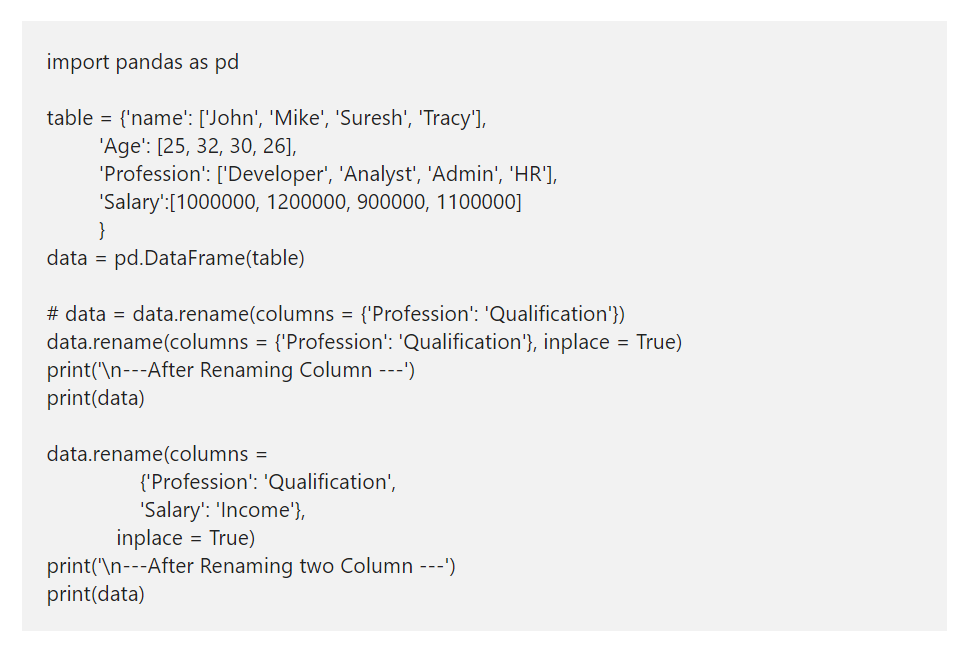 import pandas as pd
table = {'name': ['John', 'Mike', 'Suresh', 'Tracy'],
'Age': [25, 32, 30, 26],
'Profession': ['Developer', 'Analyst', 'Admin', 'HR'],
'Salary':[1000000, 1200000, 900000, 1100000]
}
data = pd.DataFrame(table)
# data = data.rename(columns = {'Profession': 'Qualification'})
data.rename(columns = {'Profession': 'Qualification'}, inplace = True)
print('\n---After Renaming Column ---')
print(data)
data.rename(columns =
{'Profession': 'Qualification',
'Salary': 'Income'},
inplace = True)
print('\n---After Renaming two Column ---')
print(data)